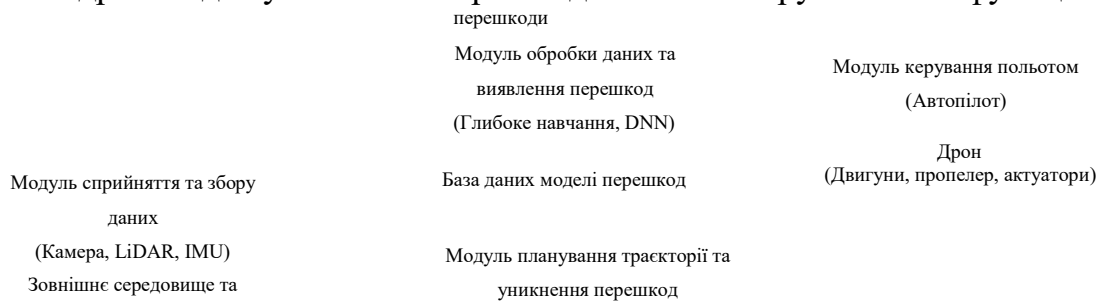 перешкоди
Модуль обробки даних та
виявлення перешкод
(Глибоке навчання, DNN)
Модуль керування польотом
(Автопілот)
Дрон
(Двигуни, пропелер, актуатори)
Модуль сприйняття та збору
даних
(Камера, LiDAR, IMU)
Зовнішнє середовище та
База даних моделі перешкод
Модуль планування траєкторії та
уникнення перешкод